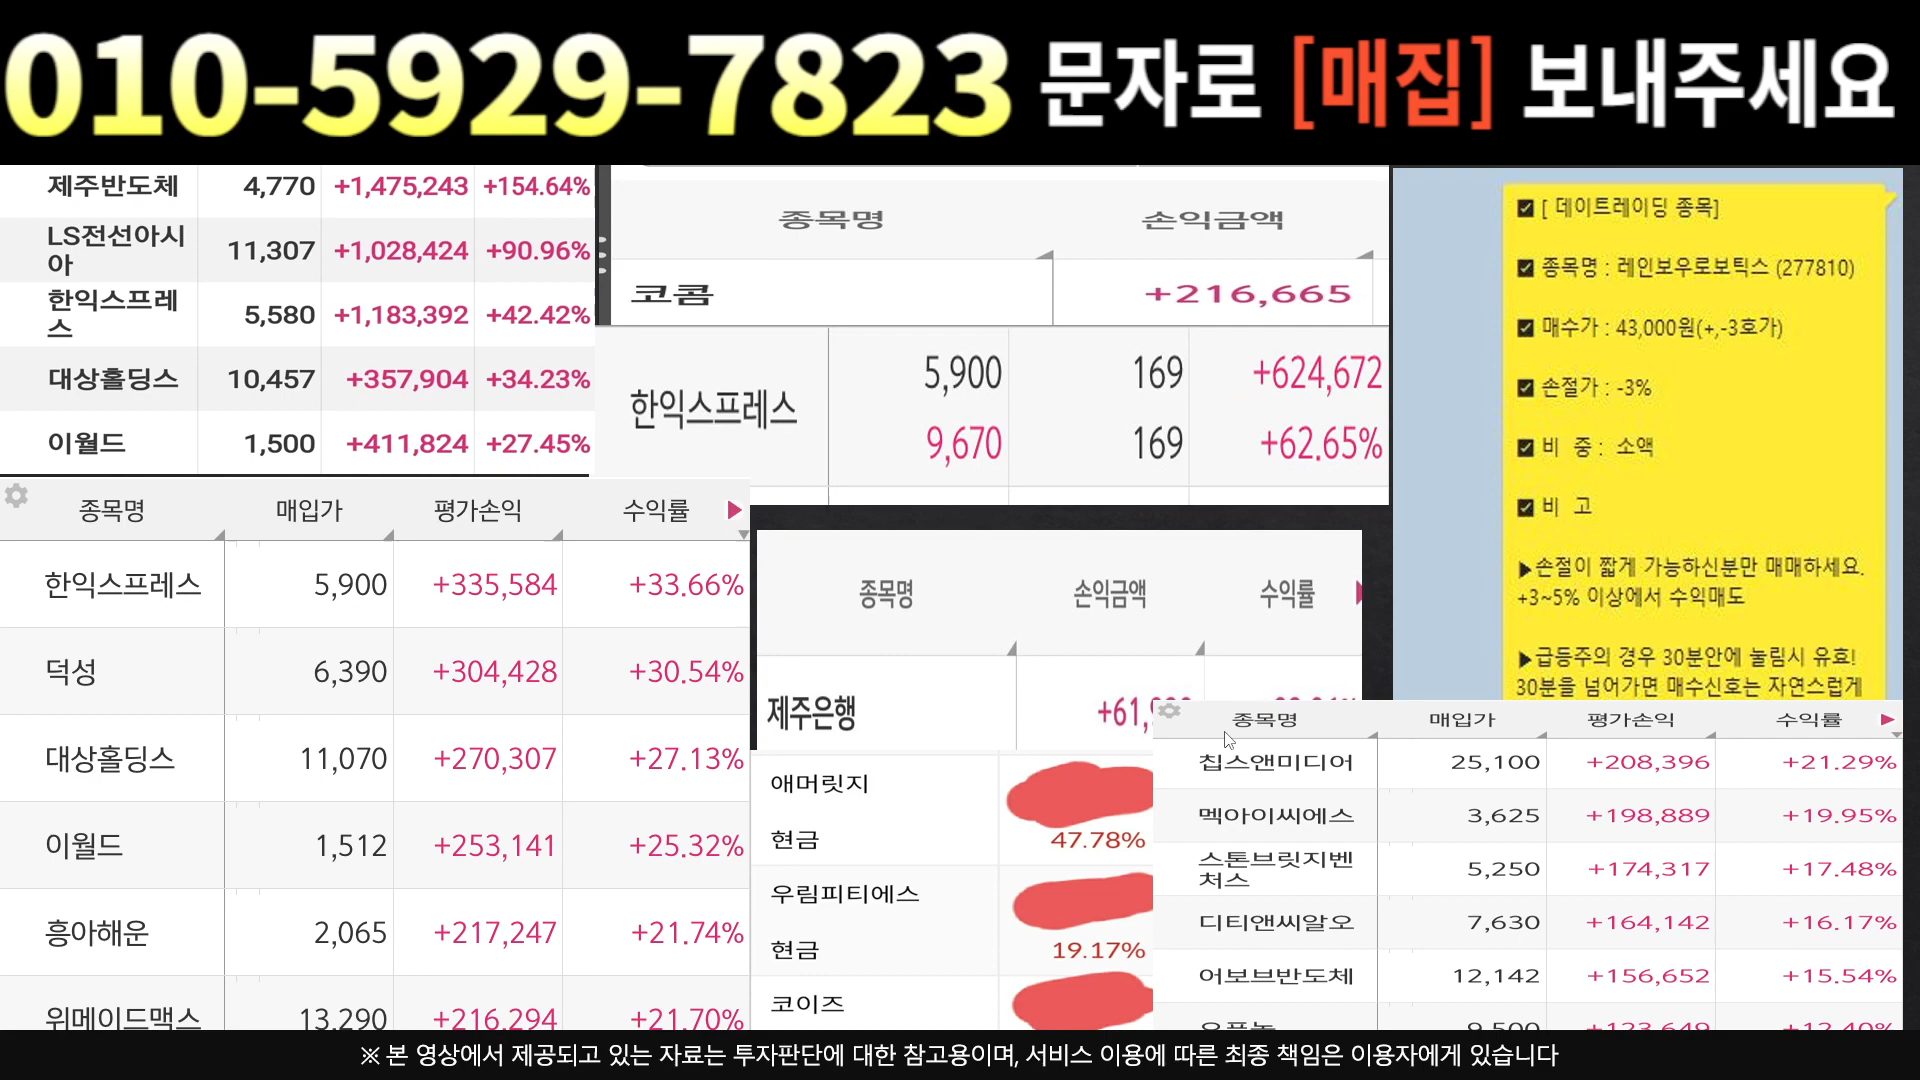 010-5929-7823 문자로 [매집] 보내주세요
제주반도체 4,770 +1,475,243 +154.64%
LS전선아시아 11,307 +1,028,424 +90.96%
한익스프레스 5,580 +1,183,392 +42.42%
대상홀딩스 10,457 +357,904 +34.23%
이월드 1,500 +411,824 +27.45%
종목명 손익금액
코콤 +216,665
한익스프레스 5,900 169 +624,672
9,670 169 +62.65%
☑ [ 데이트레이딩 종목]
☑ 종목명 : 레인보우로보틱스 (277810)
☑ 매수가 : 43,000원(+,-3호가)
☑ 손절가 : -3%
☑ 비 중 : 소액
☑ 비 고
▶손절이 짧게 가능하신분만 매매하세요.
+3~5% 이상에서 수익매도
▶급등주의 경우 30분안에 눌림시 유효!
30분을 넘어가면 매수신호는 자연스럽게
종목명 매입가 평가손익 수익률
한익스프레스 5,900 +335,584 +33.66%
덕성 6,390 +304,428 +30.54%
대상홀딩스 11,070 +270,307 +27.13%
이월드 1,512 +253,141 +25.32%
흥아해운 2,065 +217,247 +21.74%
위메이드맥스 13,290 +216,294 +21.70%
종목명 손익금액 수익률
제주은행
애머릿지
현금 47.78%
우림피티에스
현금 19.17%
코이즈
종목명 매입가 평가손익 수익률
칩스앤미디어 25,100 +208,396 +21.29%
멕아이씨에스 3,625 +198,889 +19.95%
스톤브릿지벤처스 5,250 +174,317 +17.48%
디티앤씨알오 7,630 +164,142 +16.17%
어보브반도체 12,142 +156,652 +15.54%
※ 본 영상에서 제공되고 있는 자료는 투자판단에 대한 참고용이며, 서비스 이용에 따른 최종 책임은 이용자에게 있습니다